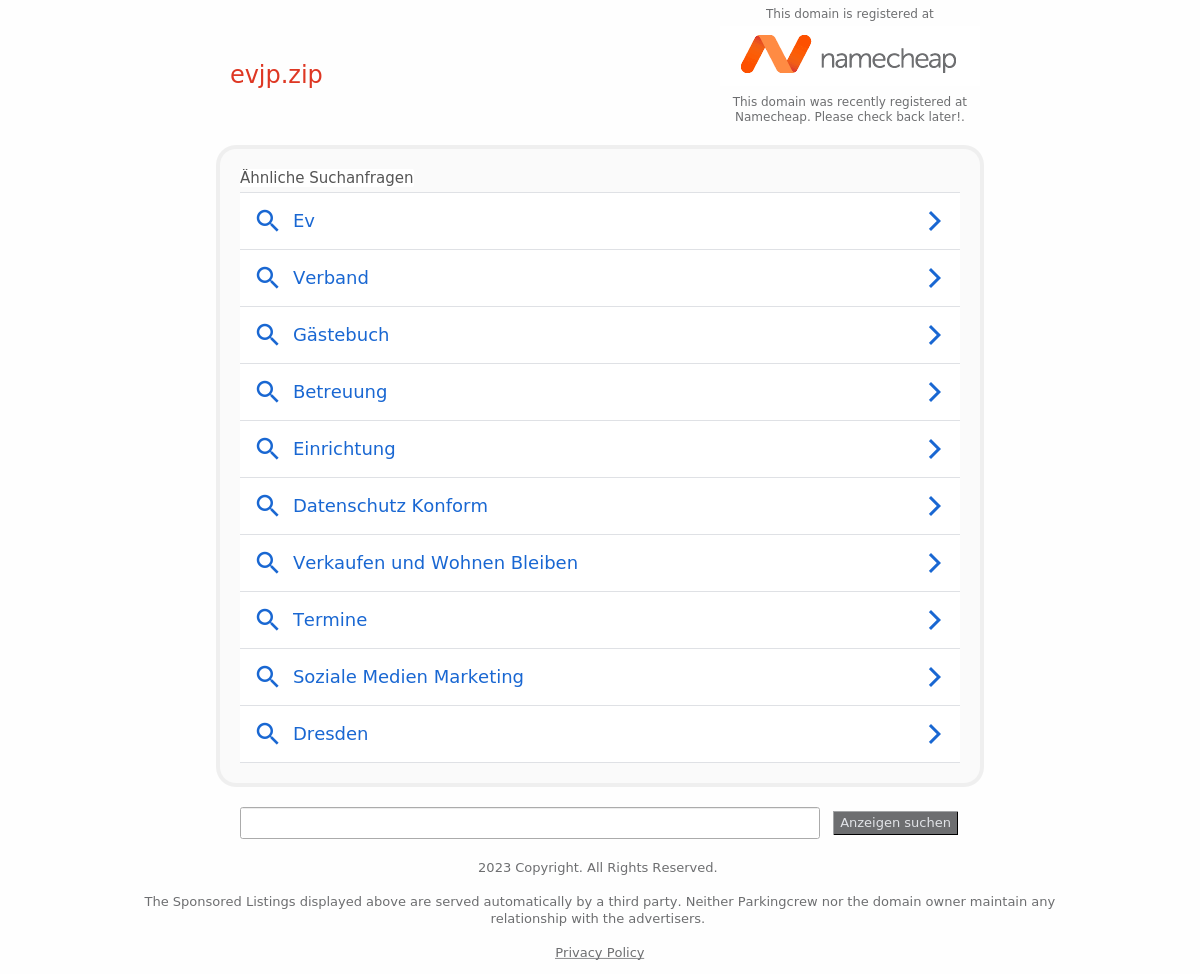 This domain is registered at
namecheap
evjp.zip
This domain was recently registered at
Namecheap. Please check back later!.
Ähnliche Suchanfragen
Ev
Verband
Gästebuch
Betreuung
Einrichtung
Datenschutz Konform
Verkaufen und Wohnen Bleiben
Termine
Soziale Medien Marketing
Dresden
Anzeigen suchen
2023 Copyright. All Rights Reserved.
The Sponsored Listings displayed above are served automatically by a third party. Neither Parkingcrew nor the domain owner maintain any
relationship with the advertisers.
Privacy Policy